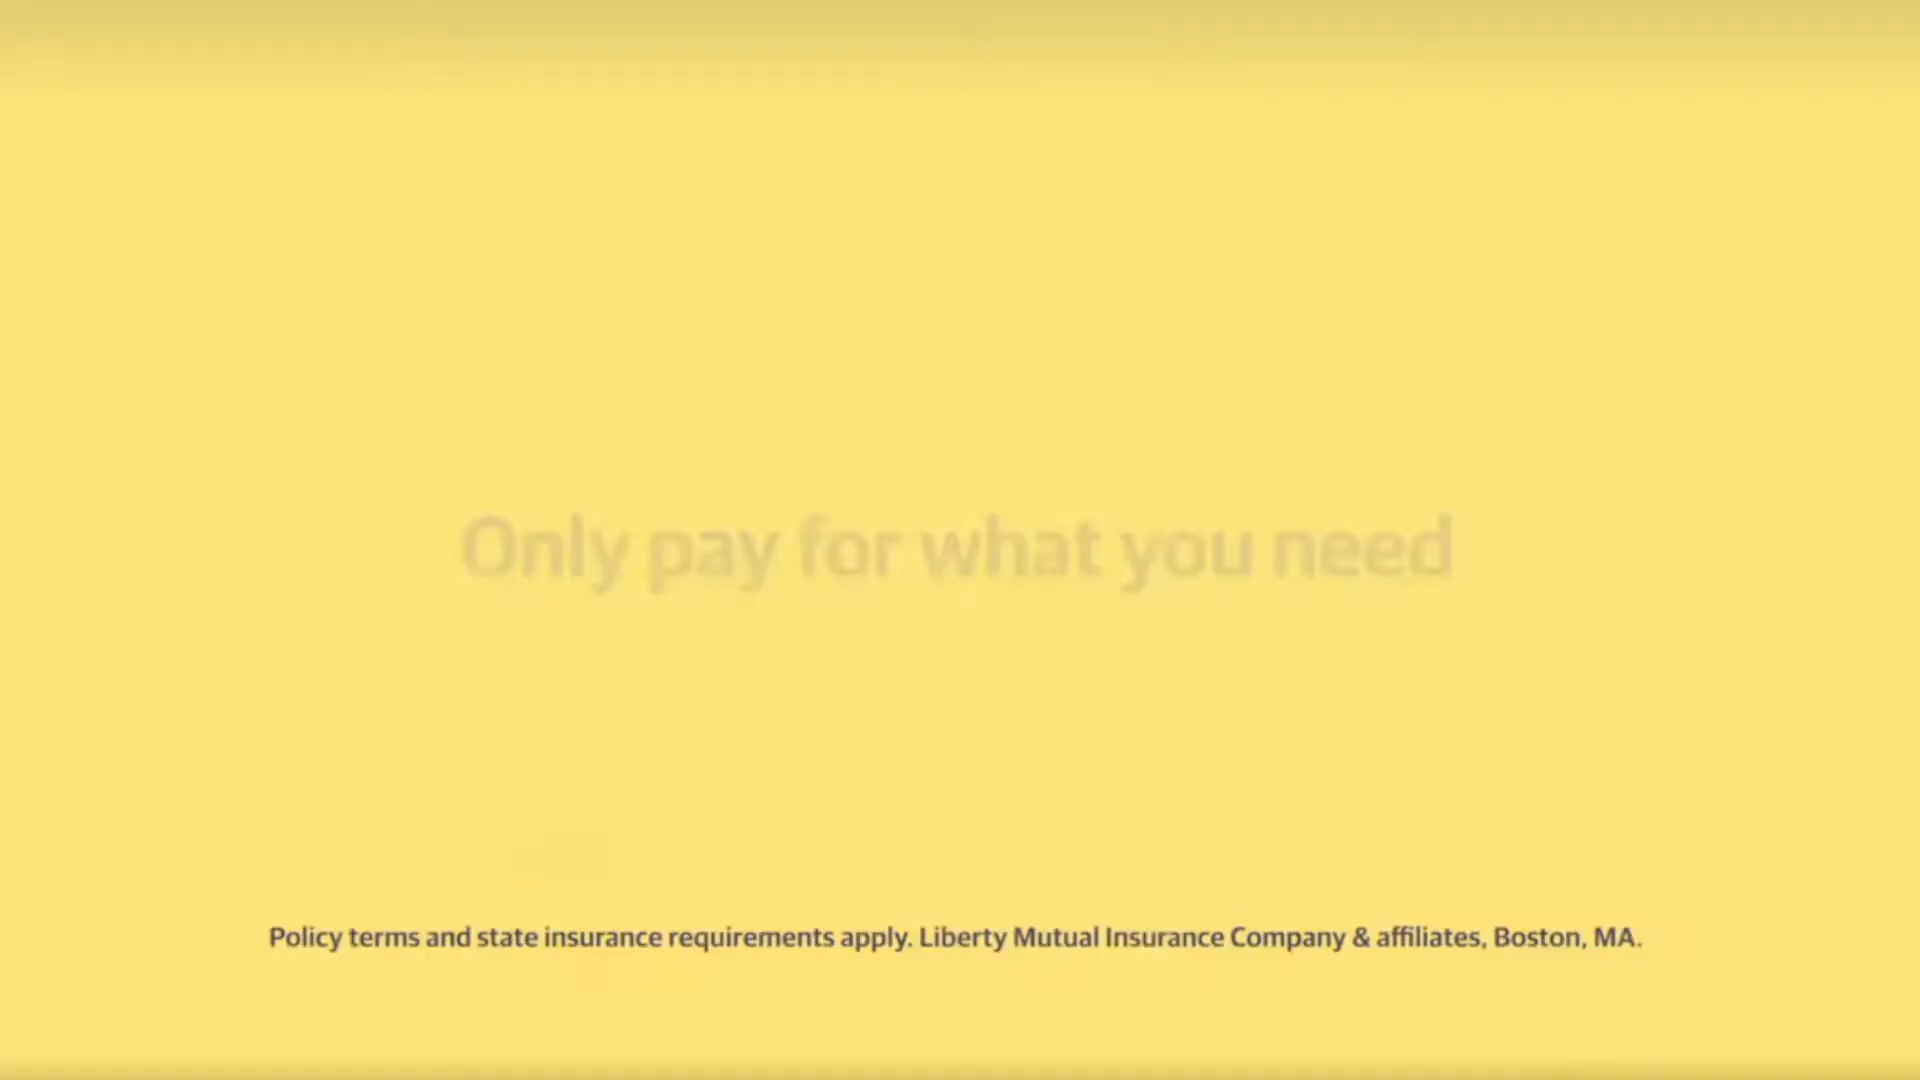 Only pay for what you need
Policy terms and state insurance requirements apply. Liberty Mutual Insurance Company & affiliates, Boston, MA.